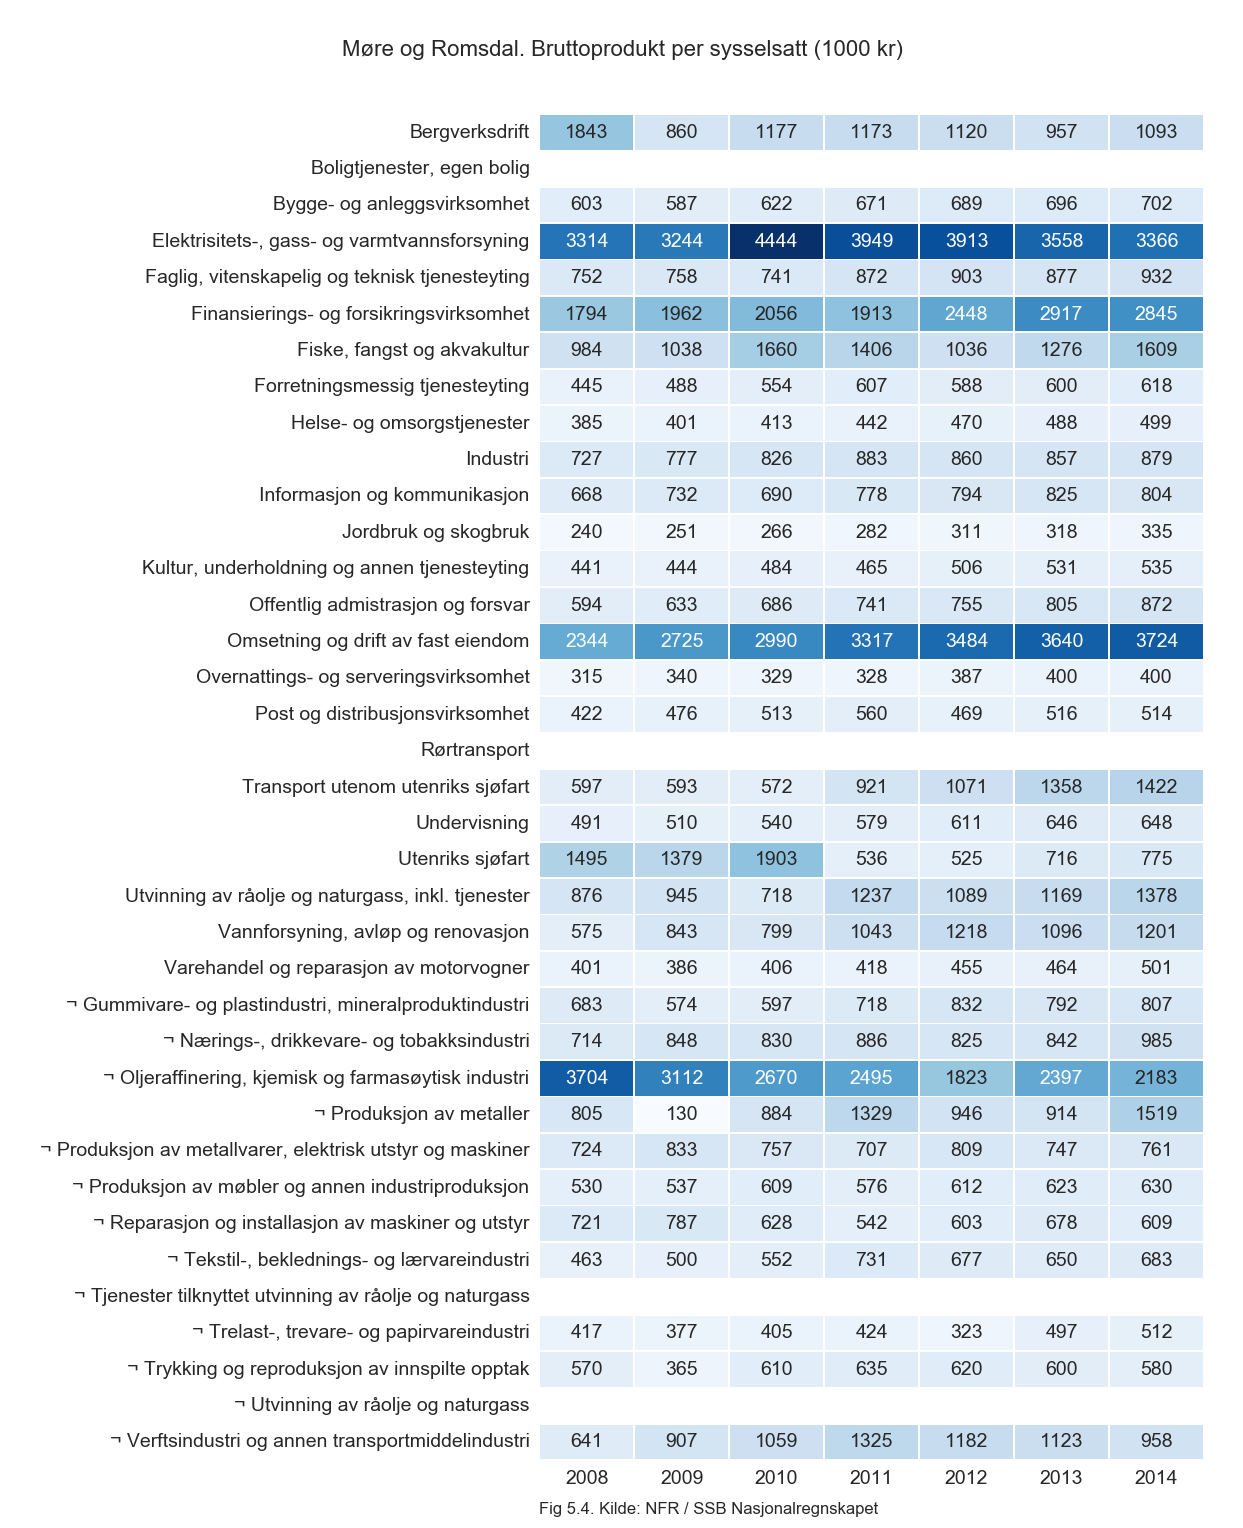 Møre og Romsdal. Bruttoprodukt per sysselsatt (1000 kr)
Bergverksdrift 1843 860 1177 1173 1120 957 1093
Boligtjenester, egen bolig
Bygge- og anleggsvirksomhet 603 587 622 671 689 696 702
Elektrisitets-, gass- og varmtvannsforsyning 3314 3244 4444 3949 3913 3558 3366
Faglig, vitenskapelig og teknisk tjenesteyting 752 758 741 872 903 877 932
Finansierings- og forsikringsvirksomhet 1794 1962 2056 1913 2448 2917 2845
Fiske, fangst og akvakultur 984 1038 1660 1406 1036 1276 1609
Forretningsmessig tjenesteyting 445 488 554 607 588 600 618
Helse- og omsorgstjenester 385 401 413 442 470 488 499
Industri 727 777 826 883 860 857 879
Informasjon og kommunikasjon 668 732 690 778 794 825 804
Jordbruk og skogbruk 240 251 266 282 311 318 335
Kultur, underholdning og annen tjenesteyting 441 444 484 465 506 531 535
Offentlig admistrasjon og forsvar 594 633 686 741 755 805 872
Omsetning og drift av fast eiendom 2344 2725 2990 3317 3484 3640 3724
Overnattings- og serveringsvirksomhet 315 340 329 328 387 400 400
Post og distribusjonsvirksomhet 422 476 513 560 469 516 514
Rørtransport
Transport utenom utenriks sjøfart 597 593 572 921 1071 1358 1422
Undervisning 491 510 540 579 611 646 648
Utenriks sjøfart 1495 1379 1903 536 525 716 775
Utvinning av råolje og naturgass, inkl. tjenester 876 945 718 1237 1089 1169 1378
Vannforsyning, avløp og renovasjon 575 843 799 1043 1218 1096 1201
Varehandel og reparasjon av motorvogner 401 386 406 418 455 464 501
¬ Gummivare- og plastindustri, mineralproduktindustri 683 574 597 718 832 792 807
¬ Nærings-, drikkevare- og tobakksindustri 714 848 830 886 825 842 985
¬ Oljeraffinering, kjemisk og farmasøytisk industri 3704 3112 2670 2495 1823 2397 2183
¬ Produksjon av metaller 805 130 884 1329 946 914 1519
¬ Produksjon av metallvarer, elektrisk utstyr og maskiner 724 833 757 707 809 747 761
¬ Produksjon av møbler og annen industriproduksjon 530 537 609 576 612 623 630
¬ Reparasjon og installasjon av maskiner og utstyr 721 787 628 542 603 678 609
¬ Tekstil-, beklednings- og lærvareindustri 463 500 552 731 677 650 683
¬ Tjenester tilknyttet utvinning av råolje og naturgass
¬ Trelast-, trevare- og papirvareindustri 417 377 405 424 323 497 512
¬ Trykking og reproduksjon av innspilte opptak 570 365 610 635 620 600 580
¬ Utvinning av råolje og naturgass
¬ Verftsindustri og annen transportmiddelindustri 641 907 1059 1325 1182 1123 958
2008 2009 2010 2011 2012 2013 2014
Fig 5.4. Kilde: NFR / SSB Nasjonalregnskapet